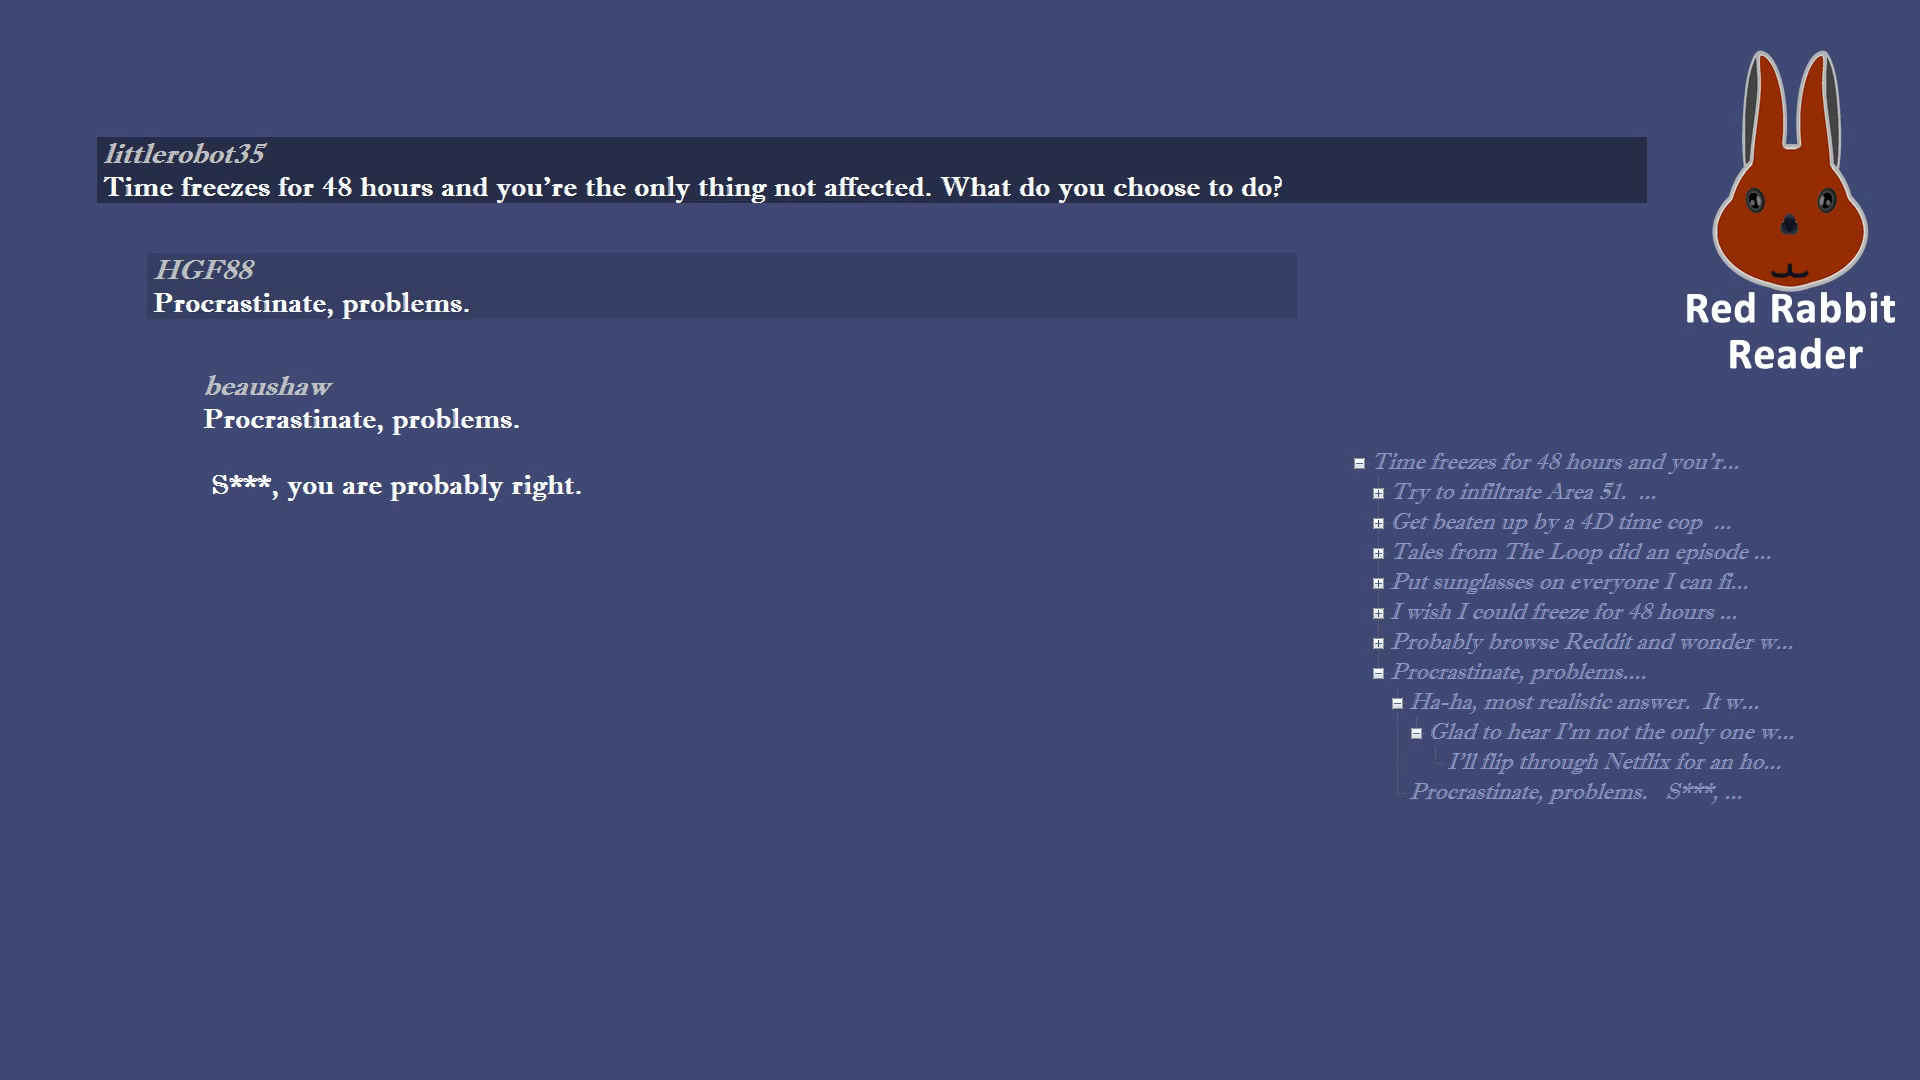 littlerobot35
Time freezes for 48 hours and you're the only thing not affected. What do you choose to do?
HGF88
Procrastinate, problems.
beaushaw
Procrastinate, problems.
S***, you are probably right.
Red Rabbit
Reader
Time freezes for 48 hours and you'r...
Try to infiltrate Area 51.  ...
Get beaten up by a 4D time cop  ...
Tales from The Loop did an episode ...
Put sunglasses on everyone I can fi...
I wish I could freeze for 48 hours ...
Probably browse Reddit and wonder w...
Procrastinate, problems....
Ha-ha, most realistic answer.  It w...
Glad to hear I'm not the only one w...
I'll flip through Netflix for an ho...
Procrastinate, problems.   S***, ...